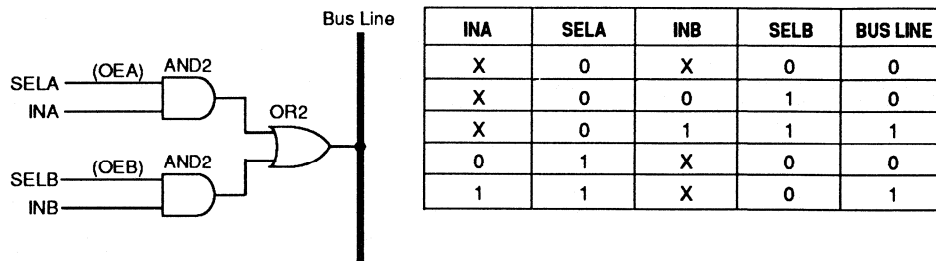 Bus Line
SELA (OEA) AND2
INA
OR2
SELB (OEB) AND2
INB
INA SELA INB SELB BUS LINE
X 0 X 0 0
X 0 0 1 0
X 0 1 1 1
0 1 X 0 0
1 1 X 0 1